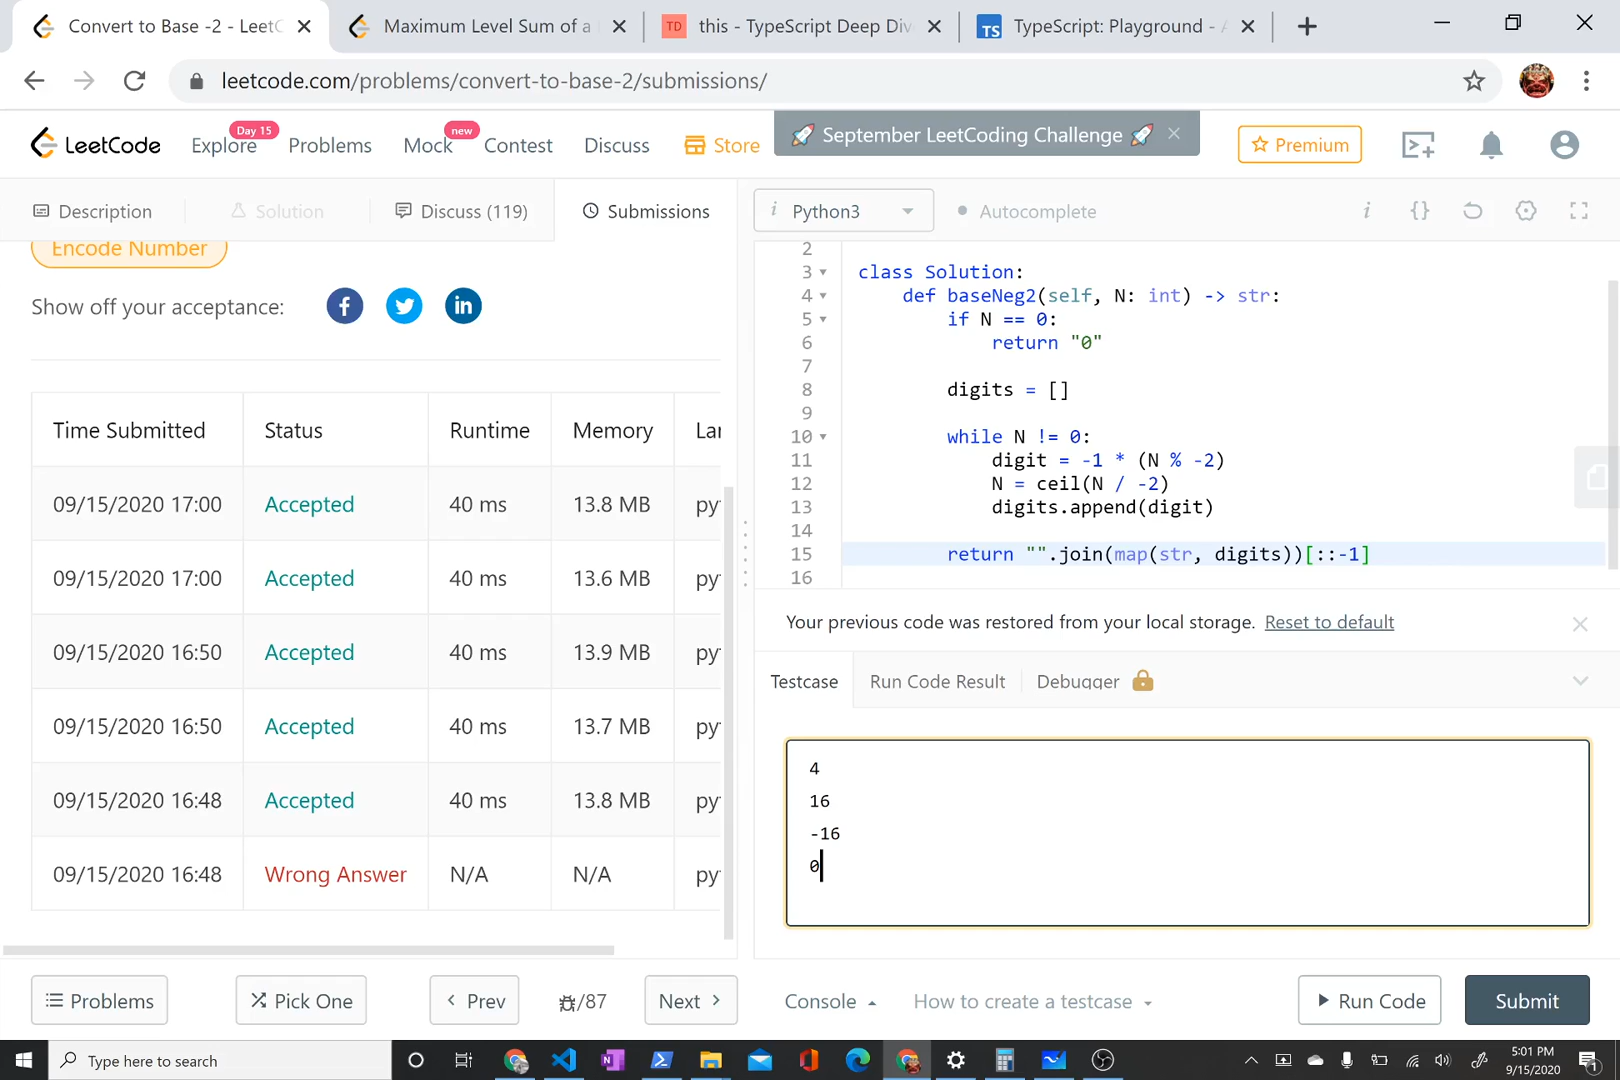 Convert to Base -2 - LeetC
Maximum Level Sum of a
TD this - TypeScript Deep Div
TS TypeScript: Playground - A
leetcode.com/problems/convert-to-base-2/submissions/
LeetCode
Explore
Day 15
Problems
Mock
new
Contest
Discuss
Store
🚀 September LeetCoding Challenge 🚀 ×
Premium
Description
Solution
Discuss (119)
Submissions
i Python3
Autocomplete
i {}
Encode Number
Show off your acceptance:
Time Submitted Status Runtime Memory Lar
09/15/2020 17:00 Accepted 40 ms 13.8 MB py
09/15/2020 17:00 Accepted 40 ms 13.6 MB py
09/15/2020 16:50 Accepted 40 ms 13.9 MB py
09/15/2020 16:50 Accepted 40 ms 13.7 MB py
09/15/2020 16:48 Accepted 40 ms 13.8 MB py
09/15/2020 16:48 Wrong Answer N/A N/A py
2
3 class Solution:
4 def baseNeg2(self, N: int) -> str:
5 if N == 0:
6 return "0"
7
8 digits = []
9
10 while N != 0:
11 digit = -1 * (N % -2)
12 N = ceil(N / -2)
13 digits.append(digit)
14
15 return "".join(map(str, digits))[::-1]
16
Your previous code was restored from your local storage. Reset to default
Testcase
Run Code Result
Debugger
4
16
-16
0
Problems
Pick One
Prev
/87
Next
Console
How to create a testcase
Run Code
Submit
Type here to search
5:01 PM
9/15/2020
1